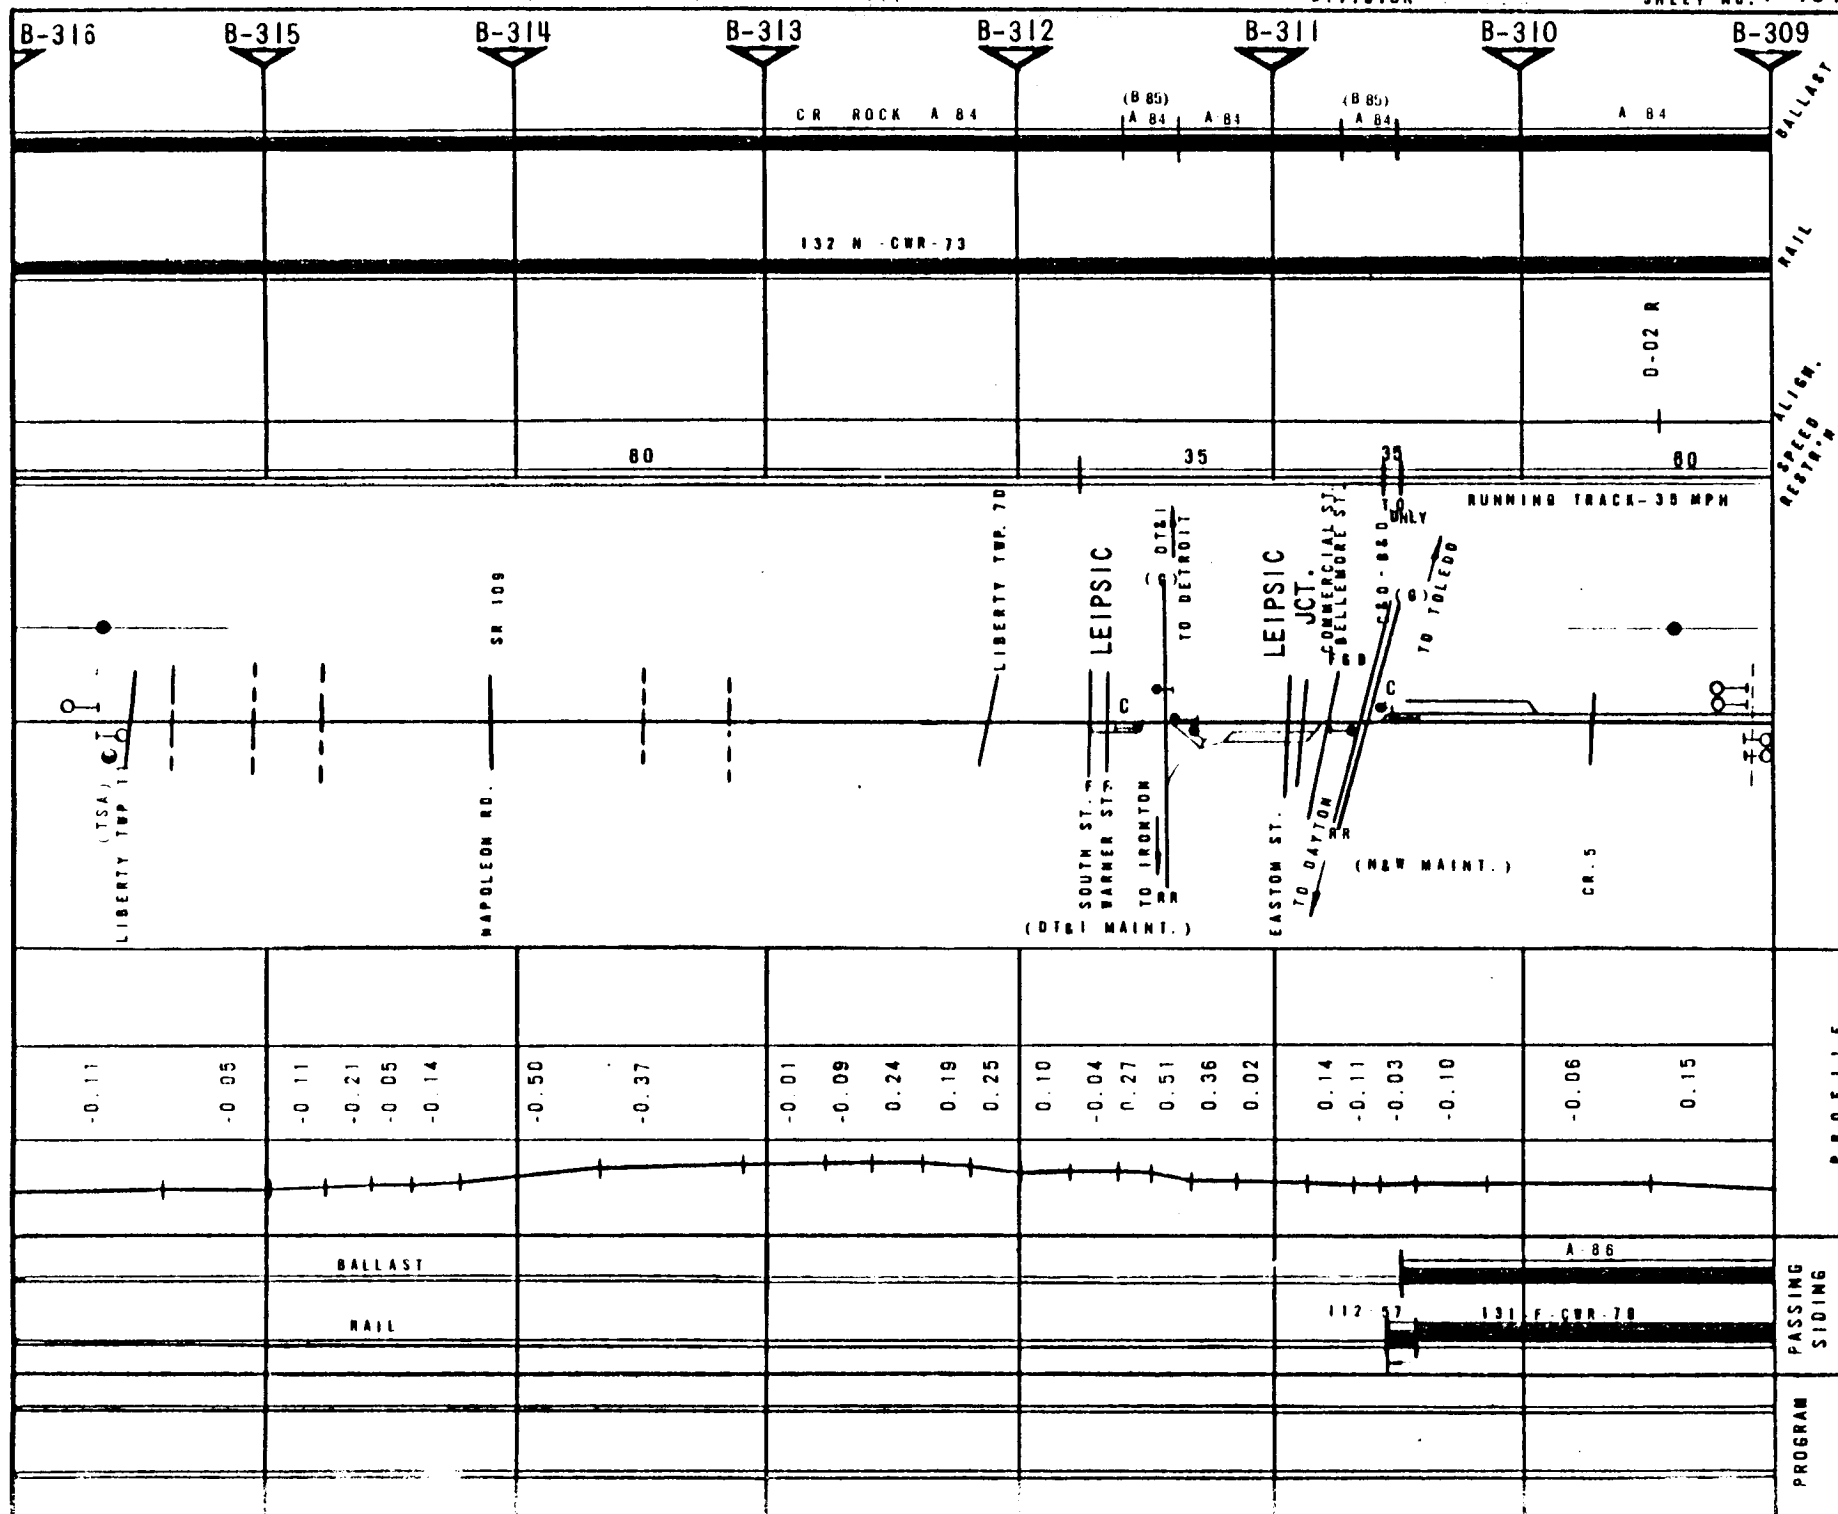 B-316 B-315 B-314 B-313 B-312 B-311 B-310 B-309
BALLAST
CR ROCK A 84
(B 85)
A 84
A 84
(B 85)
A 84
A 84
RAIL
132 N -CWR-73
D-02 R
ALIGN.
SPEED
RESTR'N
60 35 35 60
T O
ONLY
RUNNING TRACK-35 MPH
(TSA)
LIBERTY TWP 11
NAPOLEON RD.
SR 109
LIBERTY TWP. 7D
LEIPSIC
C
SOUTH ST.
WARNER ST.
(G)
DT&I
TO DETROIT
TO IRONTON
RR
(DT&I MAINT.)
LEIPSIC
JCT.
EASTOM ST.
COMMERCIAL ST.
BELLEMORE ST.
C&O-B&O
(G)
TO TOLEDO
C
TO DAYTON
RR
(N&W MAINT.)
CR.5
PROFILE
-0.11 -0 05 -0 11 -0.21 -0 05 -0.14 -0.50 -0.37 -0.01 -0.09 0.24 0.19 0.25 0.10 -0.04 0.27 0.51 0.36 0.02 0.14 -0.11 -0.03 -0.10 -0.06 0.15
BALLAST
A-86
RAIL
112-57
131-F-CWR-78
PASSING
SIDING
PROGRAM